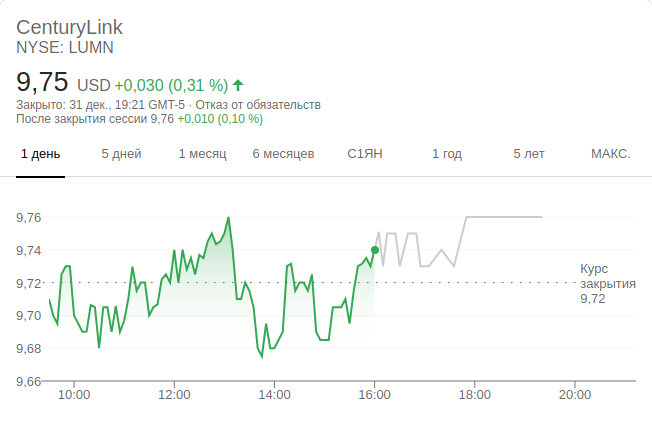 CenturyLink
NYSE: LUMN
9,75 USD +0,030 (0,31 %)
Закрыто: 31 дек., 19:21 GMT-5 · Отказ от обязательств
После закрытия сессии 9,76 +0,010 (0,10 %)
1 день 5 дней 1 месяц 6 месяцев С1ЯН 1 год 5 лет МАКС.
9,76
9,74
9,72
9,70
9,68
9,66
Курс
закрытия
9,72
10:00 12:00 14:00 16:00 18:00 20:00